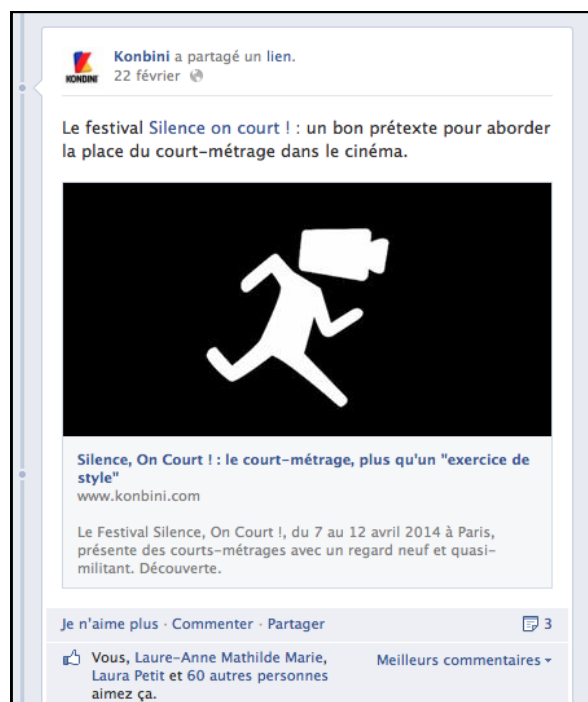 Konbini a partagé un lien.
KONBINI
22 février
Le festival Silence on court ! : un bon prétexte pour aborder
la place du court-métrage dans le cinéma.
Silence, On Court ! : le court-métrage, plus qu'un "exercice de
style"
www.konbini.com
Le Festival Silence, On Court !, du 7 au 12 avril 2014 à Paris,
présente des courts-métrages avec un regard neuf et quasi-
militant. Découverte.
Je n'aime plus · Commenter · Partager 3
Vous, Laure-Anne Mathilde Marie, Meilleurs commentaires
Laura Petit et 60 autres personnes
aimez ça.